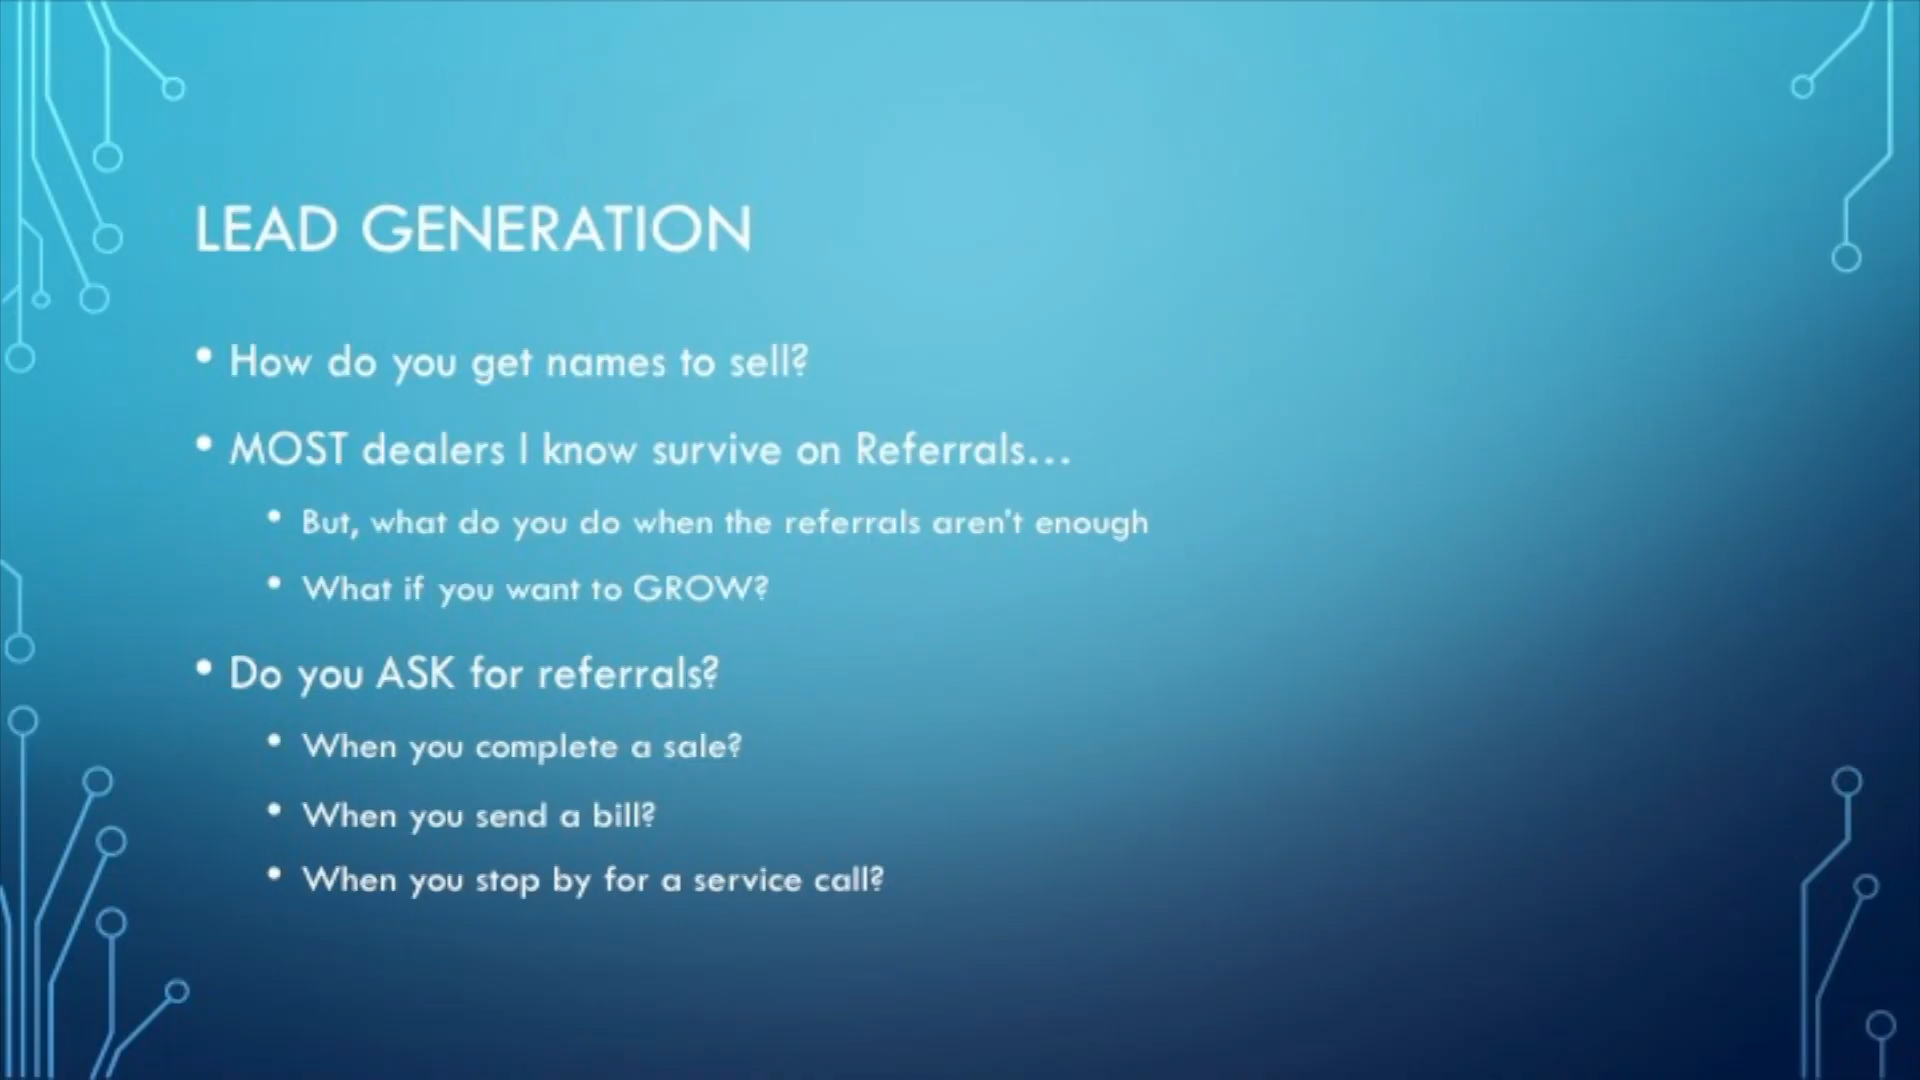 LEAD GENERATION
• How do you get names to sell?
• MOST dealers I know survive on Referrals...
• But, what do you do when the referrals aren't enough
• What if you want to GROW?
• Do you ASK for referrals?
• When you complete a sale?
• When you send a bill?
• When you stop by for a service call?